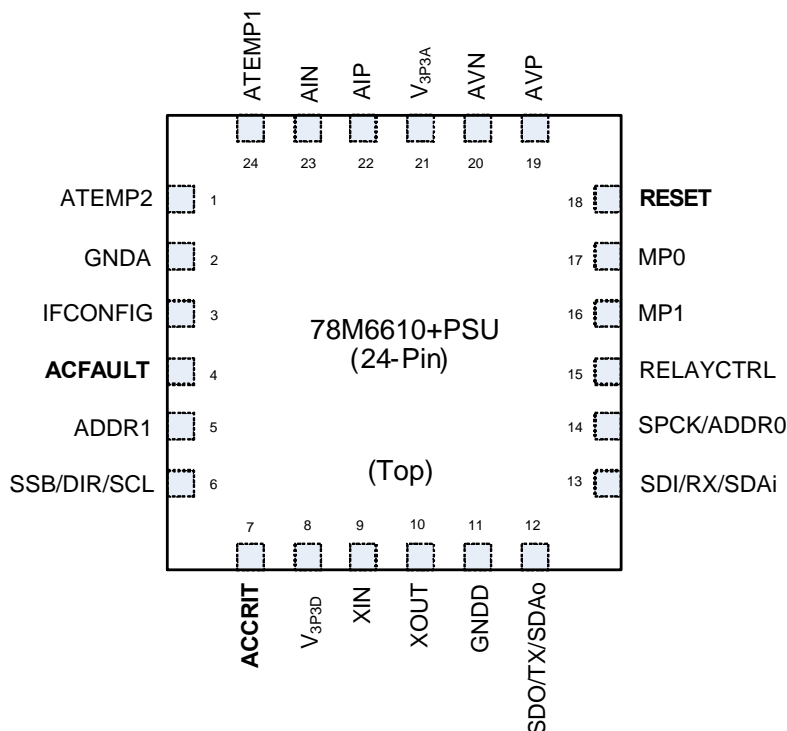 ATEMP1
AIN
AIP
V3P3A
AVN
AVP
24
23
22
21
20
19
ATEMP2 1
GNDA 2
IFCONFIG 3
ACFAULT 4
ADDR1 5
SSB/DIR/SCL 6
18 RESET
17 MP0
16 MP1
15 RELAYCTRL
14 SPCK/ADDR0
13 SDI/RX/SDAi
78M6610+PSU
(24-Pin)
(Top)
7
8
9
10
11
12
ACCRIT
V3P3D
XIN
XOUT
GNDD
SDO/TX/SDAo